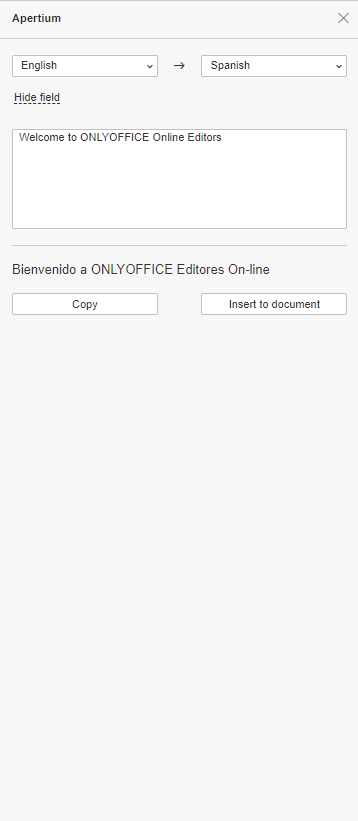 Apertium
English → Spanish
Hide field
Welcome to ONLYOFFICE Online Editors
Bienvenido a ONLYOFFICE Editores On-line
Copy Insert to document